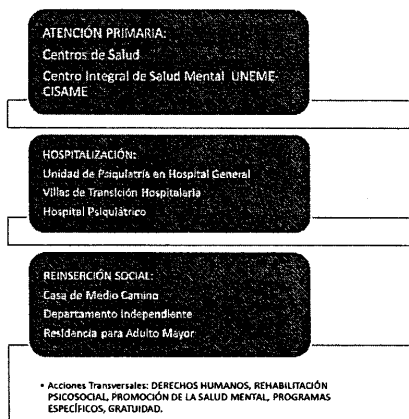 ATENCIÓN PRIMARIA:
Centros de Salud
Centro Integral de Salud Mental UNEME-
CISAME
HOSPITALIZACIÓN:
Unidad de Psiquiatría en Hospital General
Villas de Transición Hospitalaria
Hospital Psiquiátrico
REINSERCIÓN SOCIAL:
Casa de Medio Camino
Departamento Independiente
Residencia para Adulto Mayor
• Acciones Transversales: DERECHOS HUMANOS, REHABILITACIÓN
PSICOSOCIAL, PROMOCIÓN DE LA SALUD MENTAL, PROGRAMAS
ESPECÍFICOS, GRATUIDAD.